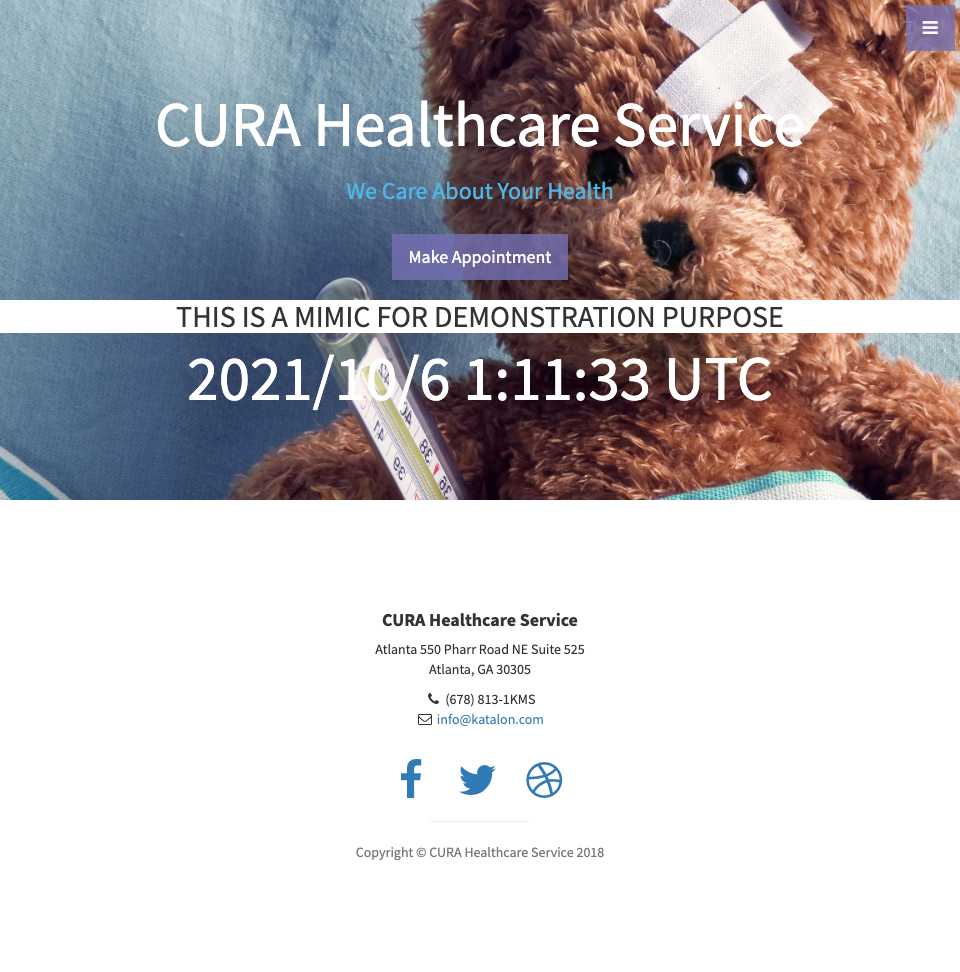 CURA Healthcare Service
We Care About Your Health
Make Appointment
THIS IS A MIMIC FOR DEMONSTRATION PURPOSE
2021/10/6 1:11:33 UTC
CURA Healthcare Service
Atlanta 550 Pharr Road NE Suite 525
Atlanta, GA 30305
(678) 813-1KMS
info@katalon.com
Copyright © CURA Healthcare Service 2018